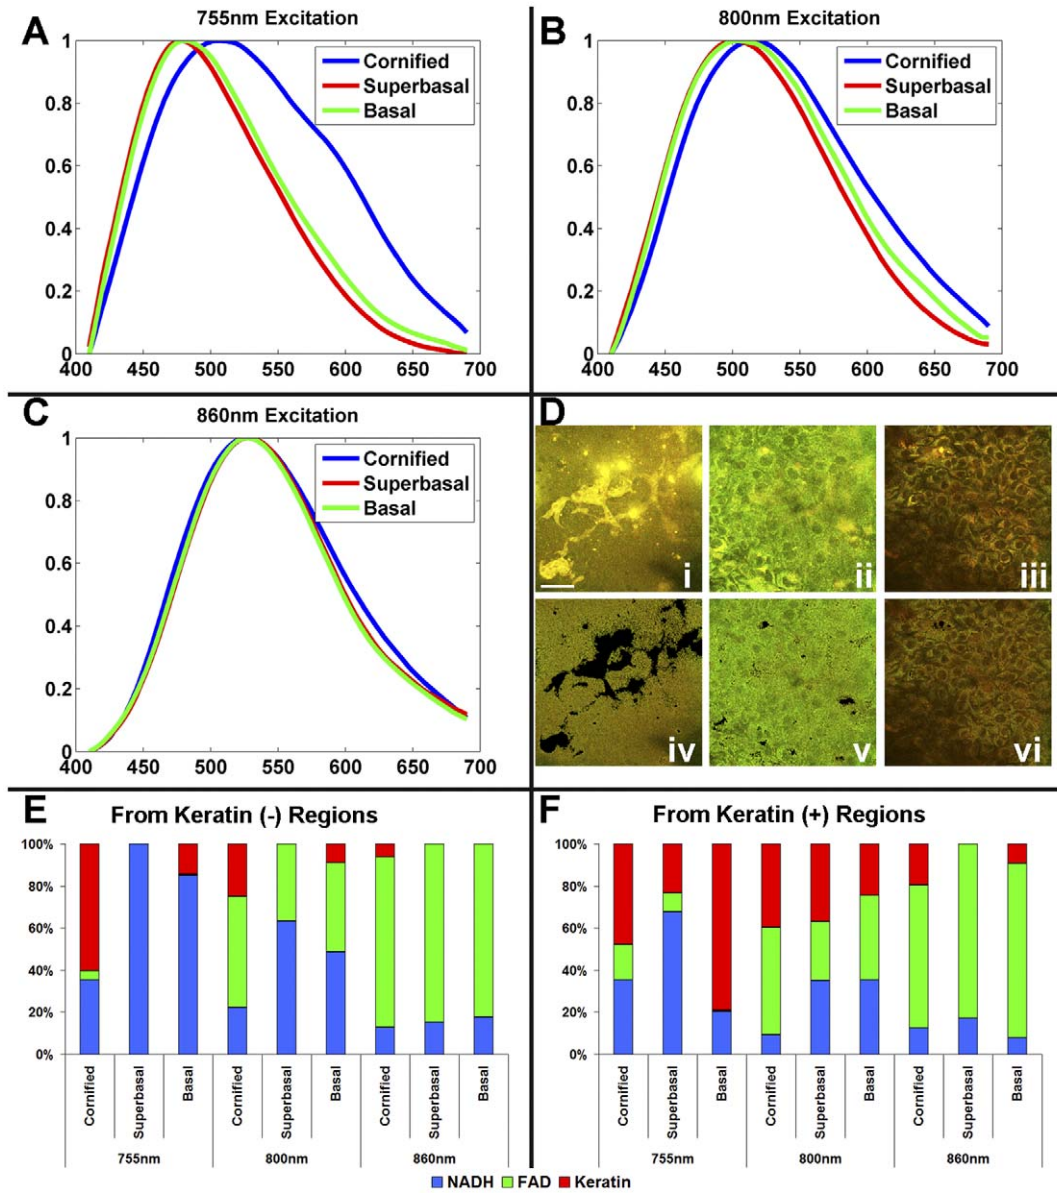 A
755nm Excitation
Cornified
Superbasal
Basal
1
0.8
0.6
0.4
0.2
0
400 450 500 550 600 650 700
B
800nm Excitation
Cornified
Superbasal
Basal
1
0.8
0.6
0.4
0.2
0
400 450 500 550 600 650 700
C
860nm Excitation
Cornified
Superbasal
Basal
1
0.8
0.6
0.4
0.2
0
400 450 500 550 600 650 700
D
i ii iii
iv v vi
E
From Keratin (-) Regions
100%
80%
60%
40%
20%
0%
Cornified Superbasal Basal Cornified Superbasal Basal Cornified Superbasal Basal
755nm 800nm 860nm
F
From Keratin (+) Regions
100%
80%
60%
40%
20%
0%
Cornified Superbasal Basal Cornified Superbasal Basal Cornified Superbasal Basal
755nm 800nm 860nm
NADH FAD Keratin